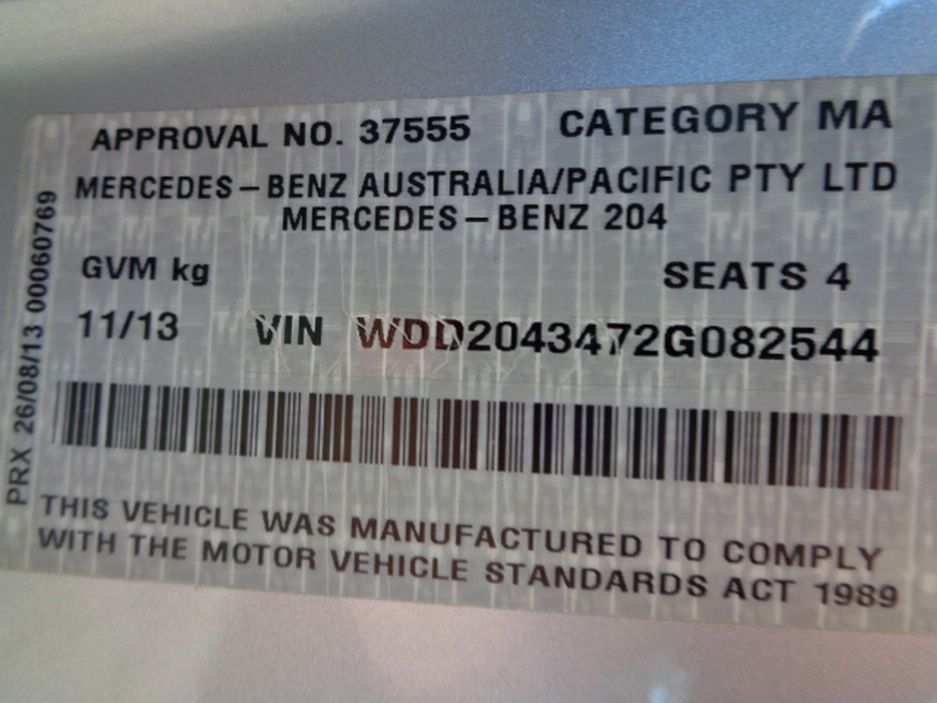 APPROVAL NO. 37555 CATEGORY MA
MERCEDES-BENZ AUSTRALIA/PACIFIC PTY LTD
MERCEDES-BENZ 204
GVM kg SEATS 4
11/13 VIN WDD2043472G082544
THIS VEHICLE WAS MANUFACTURED TO COMPLY
WITH THE MOTOR VEHICLE STANDARDS ACT 1989
PRX 26/08/13 00060769